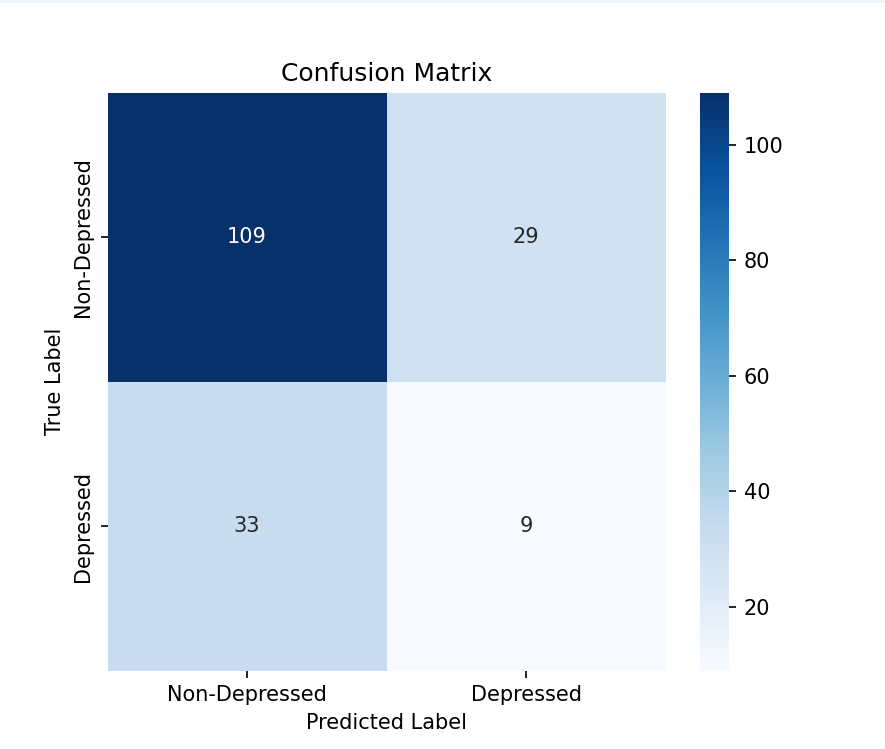 Confusion Matrix
True Label
Non-Depressed
Depressed
109
29
33
9
Non-Depressed
Depressed
Predicted Label
100
80
60
40
20